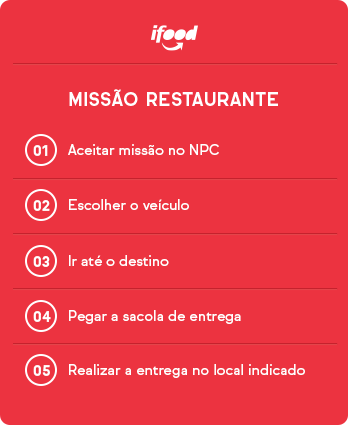 ifood
MISSÃO RESTAURANTE
01 Aceitar missão no NPC
02 Escolher o veículo
03 Ir até o destino
04 Pegar a sacola de entrega
05 Realizar a entrega no local indicado